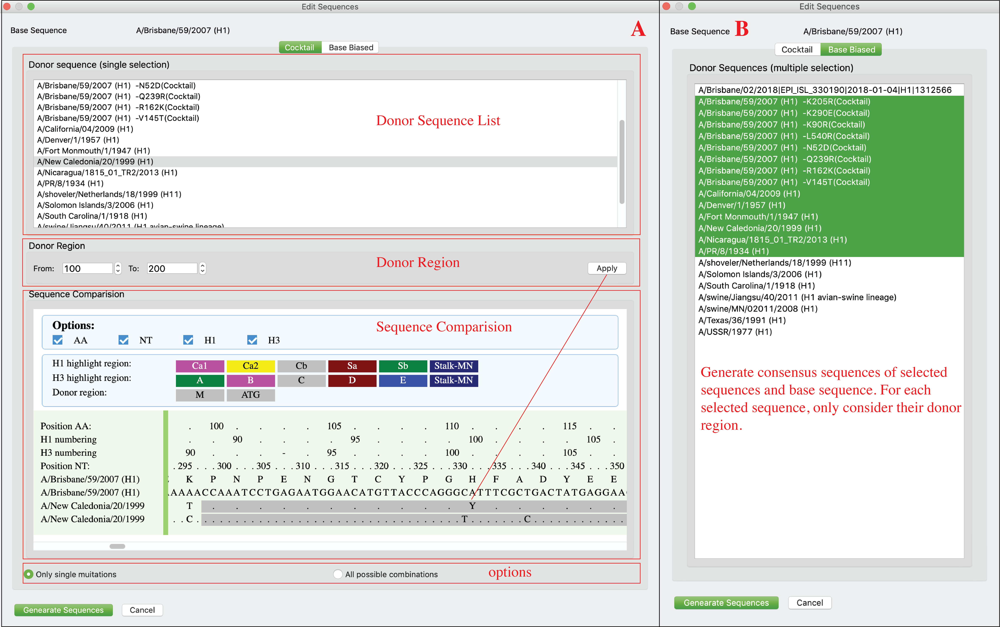 Edit Sequences
Base Sequence A/Brisbane/59/2007 (H1) A
Cocktail Base Biased
Donor sequence (single selection)
A/Brisbane/59/2007 (H1) -N52D(Cocktail)
A/Brisbane/59/2007 (H1) -Q239R(Cocktail)
A/Brisbane/59/2007 (H1) -R162K(Cocktail)
A/Brisbane/59/2007 (H1) -V145T(Cocktail)
Donor Sequence List
A/California/04/2009 (H1)
A/Denver/1/1957 (H1)
A/Fort Monmouth/1/1947 (H1)
A/New Caledonia/20/1999 (H1)
A/Nicaragua/1815_01_TR2/2013 (H1)
A/PR/8/1934 (H1)
A/shoveler/Netherlands/18/1999 (H11)
A/Solomon Islands/3/2006 (H1)
A/South Carolina/1/1918 (H1)
A/swine/Jiangsu/40/2011 (H1 avian-swine lineage)
Donor Region
From: 100 To: 200 Donor Region Apply
Sequence Comparision
Options: Sequence Comparision
AA NT H1 H3
H1 highlight region: Ca1 Ca2 Cb Sa Sb Stalk-MN
H3 highlight region: A B C D E Stalk-MN
Donor region: M ATG
Position AA: . 100 . . . . 105 . . . . 110 . . . . 115 . .
H1 numbering . . 90 . . . . 95 . . . . 100 . . . . 105 .
H3 numbering 90 . . . - . 95 . . . . 100 . . . . 105 . .
Position NT: . 295 . . . 300 . . . 305 . . . 310 . . . 315 . . . 320 . . . 325 . . . 330 . . . 335 . . . 340 . . . 345 . . . 350
A/Brisbane/59/2007 (H1) K P N P E N G T C Y P G H F A D Y E E
A/Brisbane/59/2007 (H1) AAAACCAAATCCTGAGAATGGAACATGTTACCCAGGGCATTTCGCTGACTATGAGGAA
A/New Caledonia/20/1999 T . . . . . . . . . . . Y . . . . . .
A/New Caledonia/20/1999 . . C . . . . . . . . . . . . . . . . . . . . . . . . . . . . . . . . . . . T . . . . . . . C . . . . . . . . . . . .
Only single muitations All possible combinations options
Genearate Sequences Cancel
Edit Sequences
Base Sequence B A/Brisbane/59/2007 (H1)
Cocktail Base Biased
Donor Sequences (multiple selection)
A/Brisbane/02/2018|EPI_ISL_330190|2018-01-04|H1|1312566
A/Brisbane/59/2007 (H1) -K205R(Cocktail)
A/Brisbane/59/2007 (H1) -K290E(Cocktail)
A/Brisbane/59/2007 (H1) -K90R(Cocktail)
A/Brisbane/59/2007 (H1) -L540R(Cocktail)
A/Brisbane/59/2007 (H1) -N52D(Cocktail)
A/Brisbane/59/2007 (H1) -Q239R(Cocktail)
A/Brisbane/59/2007 (H1) -R162K(Cocktail)
A/Brisbane/59/2007 (H1) -V145T(Cocktail)
A/California/04/2009 (H1)
A/Denver/1/1957 (H1)
A/Fort Monmouth/1/1947 (H1)
A/New Caledonia/20/1999 (H1)
A/Nicaragua/1815_01_TR2/2013 (H1)
A/PR/8/1934 (H1)
A/shoveler/Netherlands/18/1999 (H11)
A/Solomon Islands/3/2006 (H1)
A/South Carolina/1/1918 (H1)
A/swine/Jiangsu/40/2011 (H1 avian-swine lineage)
A/swine/MN/02011/2008 (H1)
A/Texas/36/1991 (H1)
A/USSR/1977 (H1)
Generate consensus sequences of selected
sequences and base sequence. For each
selected sequence, only consider their donor
region.
Genearate Sequences Cancel